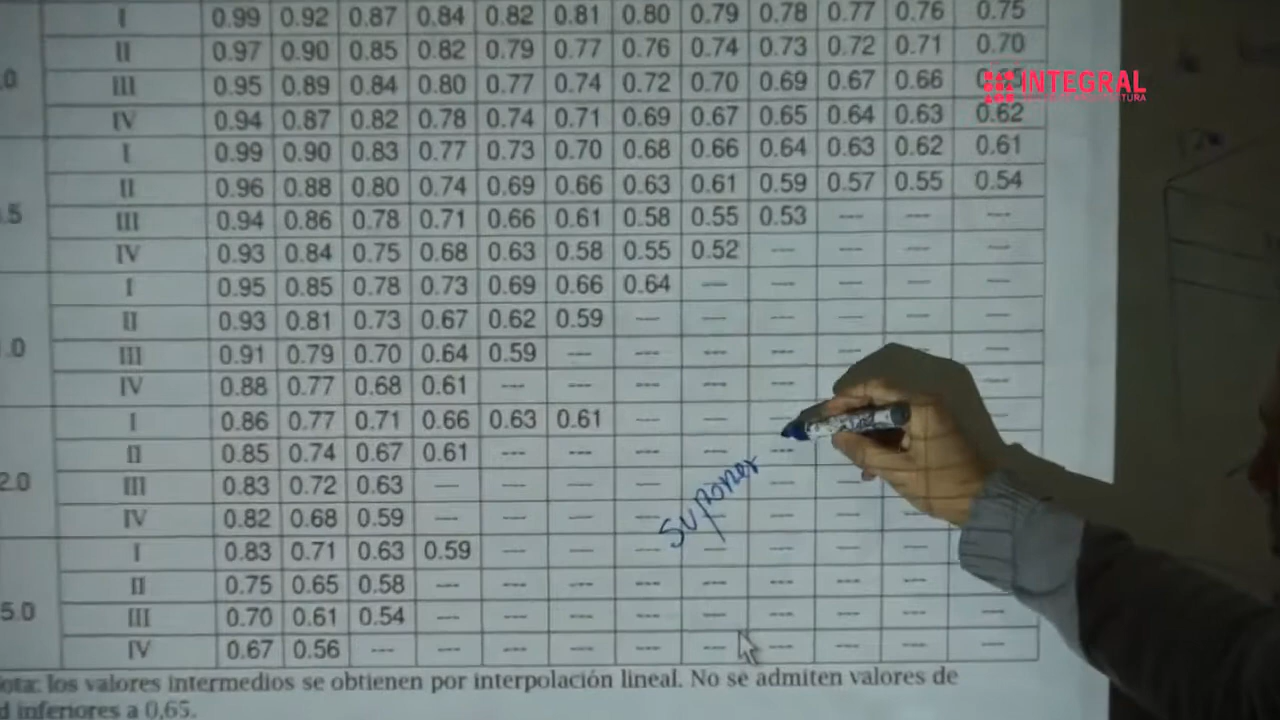 I 0.99 0.92 0.87 0.84 0.82 0.81 0.80 0.79 0.78 0.77 0.76 0.75
II 0.97 0.90 0.85 0.82 0.79 0.77 0.76 0.74 0.73 0.72 0.71 0.70
.0 III 0.95 0.89 0.84 0.80 0.77 0.74 0.72 0.70 0.69 0.67 0.66
INTEGRAL
IV 0.94 0.87 0.82 0.78 0.74 0.71 0.69 0.67 0.65 0.64 0.63 0.62
I 0.99 0.90 0.83 0.77 0.73 0.70 0.68 0.66 0.64 0.63 0.62 0.61
II 0.96 0.88 0.80 0.74 0.69 0.66 0.63 0.61 0.59 0.57 0.55 0.54
.5 III 0.94 0.86 0.78 0.71 0.66 0.61 0.58 0.55 0.53 --- --- ---
IV 0.93 0.84 0.75 0.68 0.63 0.58 0.55 0.52 --- --- --- ---
I 0.95 0.85 0.78 0.73 0.69 0.66 0.64 --- --- --- --- ---
II 0.93 0.81 0.73 0.67 0.62 0.59 --- --- --- --- --- ---
.0 III 0.91 0.79 0.70 0.64 0.59 --- --- --- --- --- --- ---
IV 0.88 0.77 0.68 0.61 --- --- --- --- --- ---
I 0.86 0.77 0.71 0.66 0.63 0.61 --- --- ---
II 0.85 0.74 0.67 0.61 --- --- --- --- ---
2.0 III 0.83 0.72 0.63 --- --- --- --- --- ---
IV 0.82 0.68 0.59 --- --- --- --- --- --- ---
Suponer
I 0.83 0.71 0.63 0.59 --- --- --- --- --- --- ---
II 0.75 0.65 0.58 --- --- --- --- --- --- --- --- ---
5.0 III 0.70 0.61 0.54 --- --- --- --- --- --- --- --- ---
IV 0.67 0.56 --- --- --- --- --- --- --- --- --- ---
ota: los valores intermedios se obtienen por interpolación lineal. No se admiten valores de
d inferiores a 0,65.